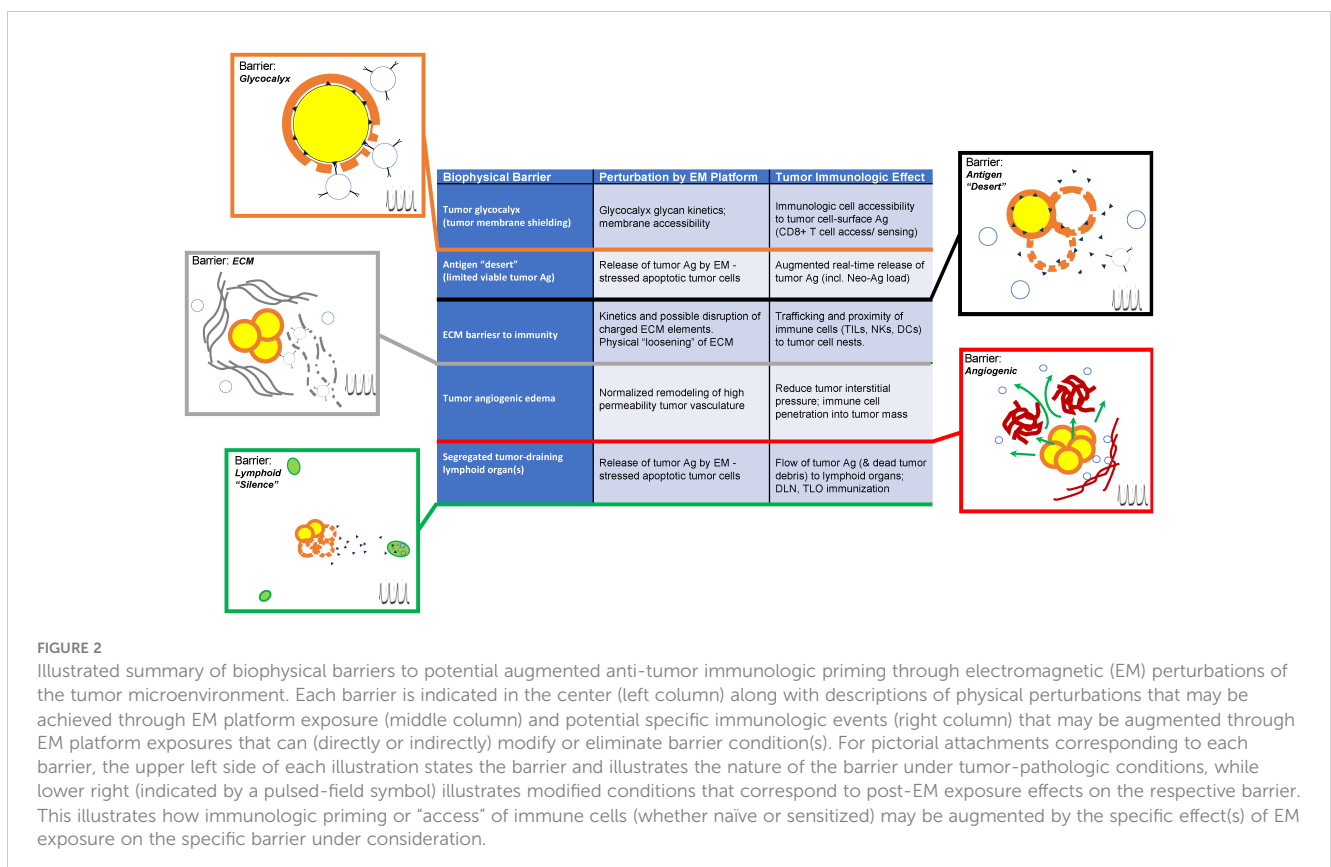 Barrier:
Glycocalyx
Barrier:
Antigen
"Desert"
Biophysical Barrier
Perturbation by EM Platform
Tumor Immunologic Effect
Tumor glycocalyx
(tumor membrane shielding)
Glycocalyx glycan kinetics;
membrane accessibility
Immunologic cell accessibility
to tumor cell-surface Ag
(CD8+ T cell access/ sensing)
Antigen "desert"
(limited viable tumor Ag)
Release of tumor Ag by EM -
stressed apoptotic tumor cells
Augmented real-time release of
tumor Ag (incl. Neo-Ag load)
Barrier: ECM
ECM barriesr to immunity
Kinetics and possible disruption of
charged ECM elements.
Physical "loosening" of ECM
Trafficking and proximity of
immune cells (TILs, NKs, DCs)
to tumor cell nests.
Barrier:
Angiogenic
Tumor angiogenic edema
Normalized remodeling of high
permeability tumor vasculature
Reduce tumor interstitial
pressure; immune cell
penetration into tumor mass
Barrier:
Lymphoid
"Silence"
Segregated tumor-draining
lymphoid organ(s)
Release of tumor Ag by EM -
stressed apoptotic tumor cells
Flow of tumor Ag (& dead tumor
debris) to lymphoid organs;
DLN, TLO immunization
FIGURE 2
Illustrated summary of biophysical barriers to potential augmented anti-tumor immunologic priming through electromagnetic (EM) perturbations of
the tumor microenvironment. Each barrier is indicated in the center (left column) along with descriptions of physical perturbations that may be
achieved through EM platform exposure (middle column) and potential specific immunologic events (right column) that may be augmented through
EM platform exposures that can (directly or indirectly) modify or eliminate barrier condition(s). For pictorial attachments corresponding to each
barrier, the upper left side of each illustration states the barrier and illustrates the nature of the barrier under tumor-pathologic conditions, while
lower right (indicated by a pulsed-field symbol) illustrates modified conditions that correspond to post-EM exposure effects on the respective barrier.
This illustrates how immunologic priming or "access" of immune cells (whether naïve or sensitized) may be augmented by the specific effect(s) of EM
exposure on the specific barrier under consideration.